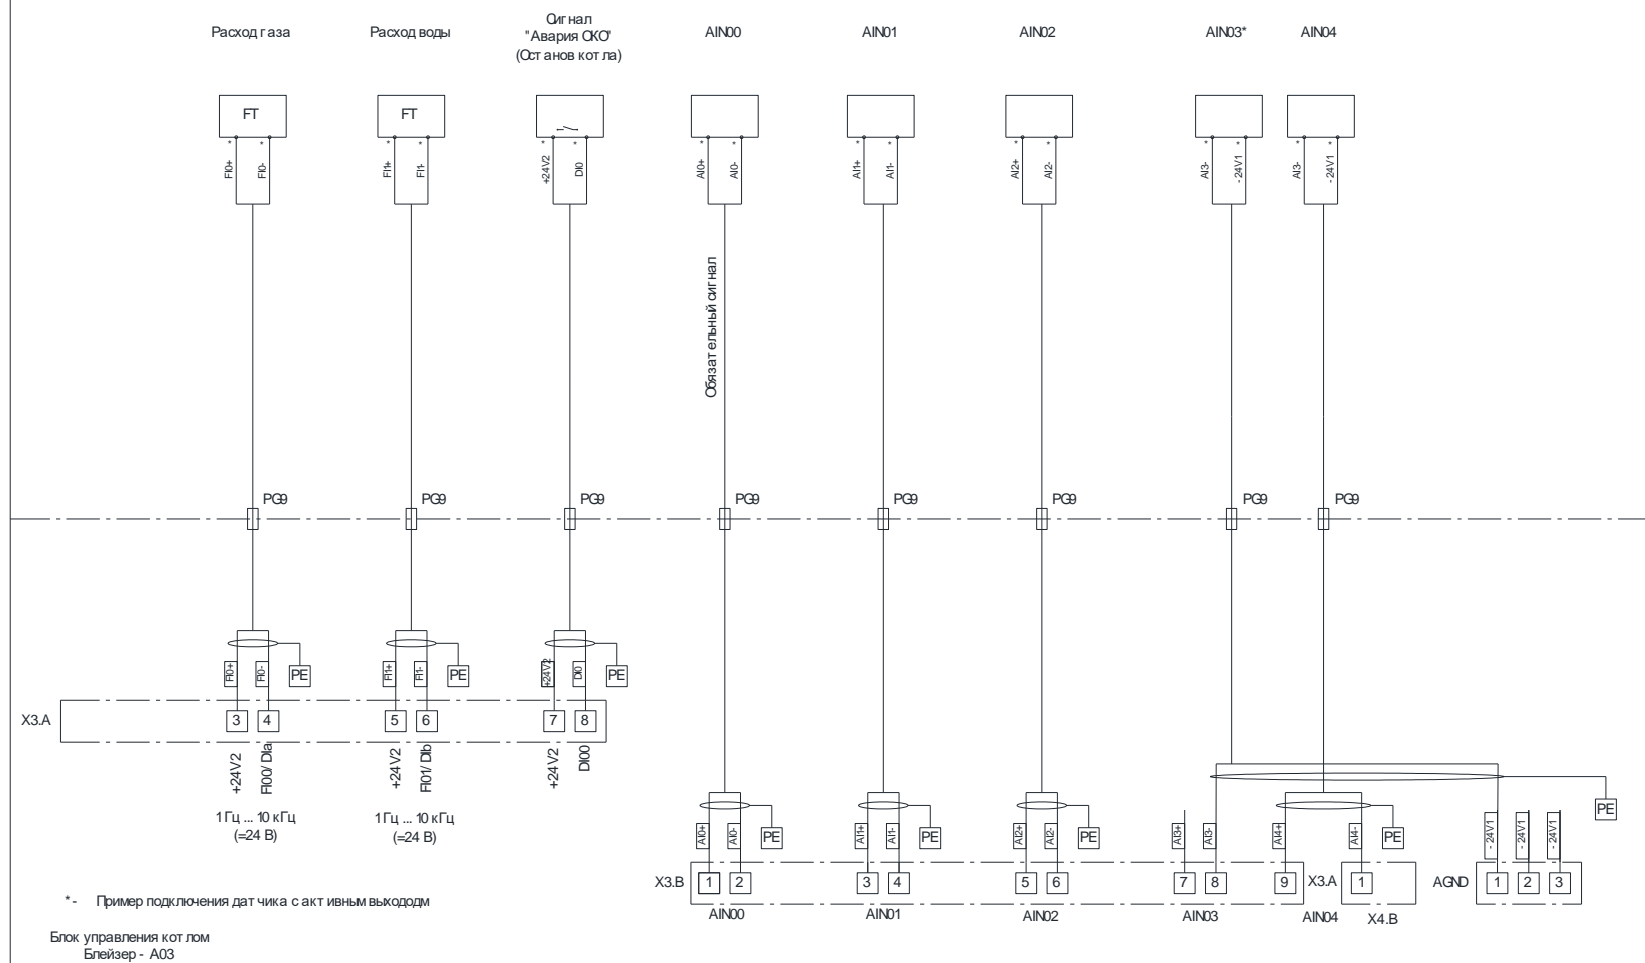 Расход газа
Расход воды
Сигнал
"Авария СКО"
(Останов котла)
AIN00
AIN01
AIN02
AIN03*
AIN04
FT
FT
FI0+ *
FI0- *
FI1+ *
FI1- *
+24V2 *
DI0 *
AI0+ *
AI0- *
AI1+ *
AI1- *
AI2+ *
AI2- *
AI3- *
-24V1 *
AI3- *
-24V1 *
Обязательный сигнал
PG9
PG9
PG9
PG9
PG9
PG9
PG9
PG9
FI0+
FI0-
PE
FI1+
FI1-
PE
+24V2
DI0
PE
X3.A
3
4
5
6
7
8
+24V2
FI00/DIa
+24V2
FI01/DIb
+24V2
DI00
1 Гц ... 10 кГц
(=24 В)
1 Гц ... 10 кГц
(=24 В)
AI0+
AI0-
PE
AI1+
AI1-
PE
AI2+
AI2-
PE
AI3+
AI3-
AI4+
AI4-
PE
-24V1
-24V1
-24V1
PE
X3.B
1
2
3
4
5
6
7
8
9
X3.A
1
AGND
1
2
3
AIN00
AIN01
AIN02
AIN03
AIN04
X4.B
* - Пример подключения датчика с активным выхододм
Блок управления котлом
Блейзер - А03